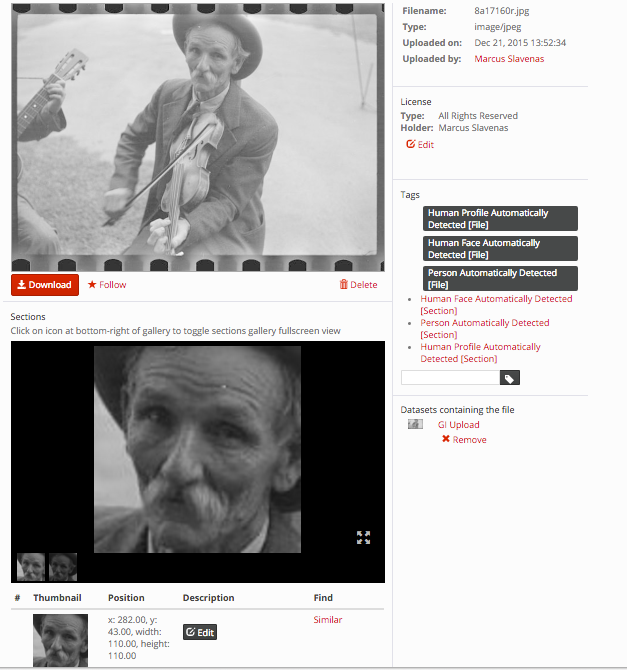 Filename: 8a17160r.jpg
Type: image/jpeg
Uploaded on: Dec 21, 2015 13:52:34
Uploaded by: Marcus Slavenas
License
Type: All Rights Reserved
Holder: Marcus Slavenas
Edit
Tags
Human Profile Automatically
Detected [File]
Human Face Automatically
Detected [File]
Person Automatically Detected
[File]
Human Face Automatically Detected
[Section]
Person Automatically Detected
[Section]
Human Profile Automatically
Detected [Section]
Datasets containing the file
GI Upload
Remove
Download Follow Delete
Sections
Click on icon at bottom-right of gallery to toggle sections gallery fullscreen view
# Thumbnail Position Description Find
x: 282.00, y:
43.00, width:
110.00, height:
110.00
Edit
Similar